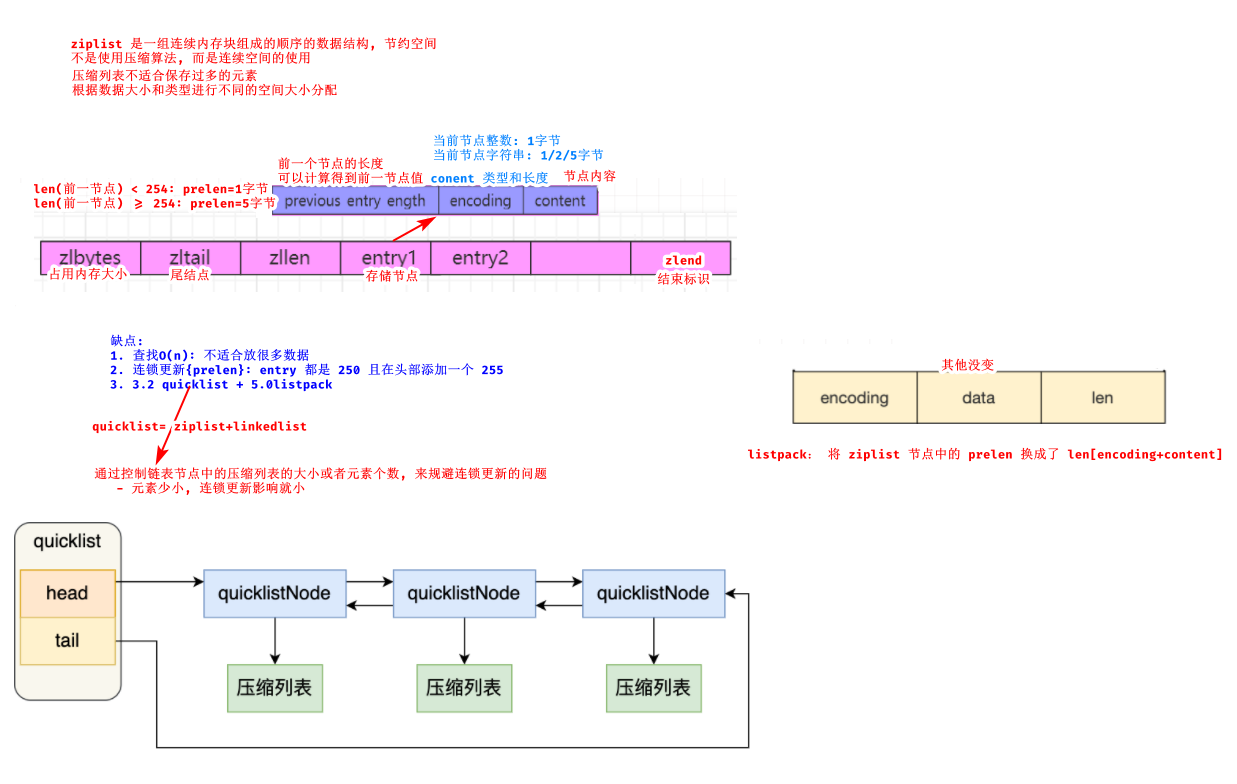 ziplist 是一组连续内存块组成的顺序的数据结构, 节约空间
不是使用压缩算法, 而是连续空间的使用
压缩列表不适合保存过多的元素
根据数据大小和类型进行不同的空间大小分配
当前节点整数: 1字节
当前节点字符串: 1/2/5字节
前一个节点的长度
可以计算得到前一节点值
conent 类型和长度
节点内容
len(前一节点) < 254: prelen=1字节
len(前一节点) ≥ 254: prelen=5字节
previous entry ength
encoding
content
zlbytes
zltail
zllen
entry1
entry2
zlend
占用内存大小
尾结点
存储节点
结束标识
缺点:
1. 查找O(n): 不适合放很多数据
2. 连锁更新{prelen}: entry 都是 250 且在头部添加一个 255
3. 3.2 quicklist + 5.0listpack
quicklist= ziplist+linkedlist
通过控制链表节点中的压缩列表的大小或者元素个数, 来规避连锁更新的问题
- 元素少小, 连锁更新影响就小
其他没变
encoding
data
len
listpack: 将 ziplist 节点中的 prelen 换成了 len[encoding+content]
quicklist
head
tail
quicklistNode
quicklistNode
quicklistNode
压缩列表
压缩列表
压缩列表